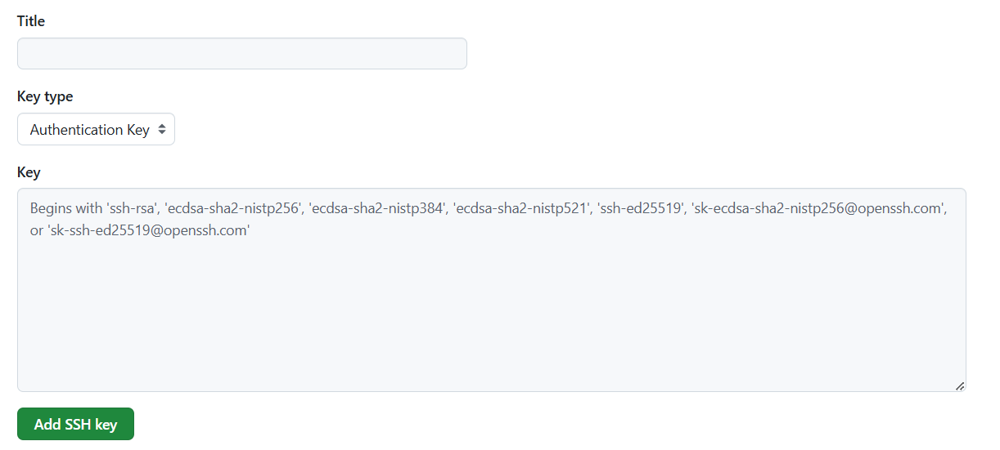 Title
Key type
Authentication Key
Key
Begins with 'ssh-rsa', 'ecdsa-sha2-nistp256', 'ecdsa-sha2-nistp384', 'ecdsa-sha2-nistp521', 'ssh-ed25519', 'sk-ecdsa-sha2-nistp256@openssh.com',
or 'sk-ssh-ed25519@openssh.com'
Add SSH key